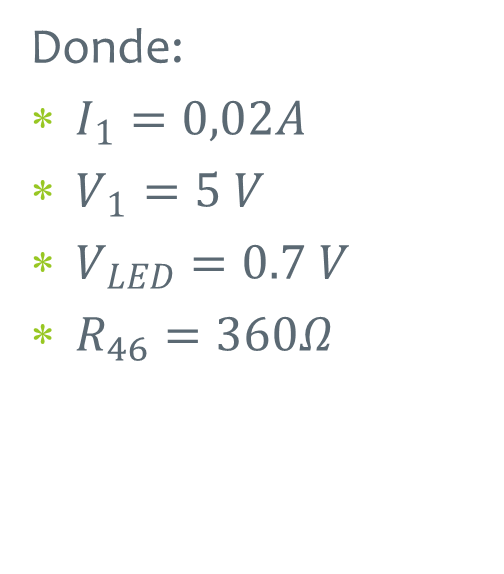 Donde:
* I₁ = 0,02A
* V₁ = 5 V
* V_LED = 0.7 V
* R₄₆ = 360Ω